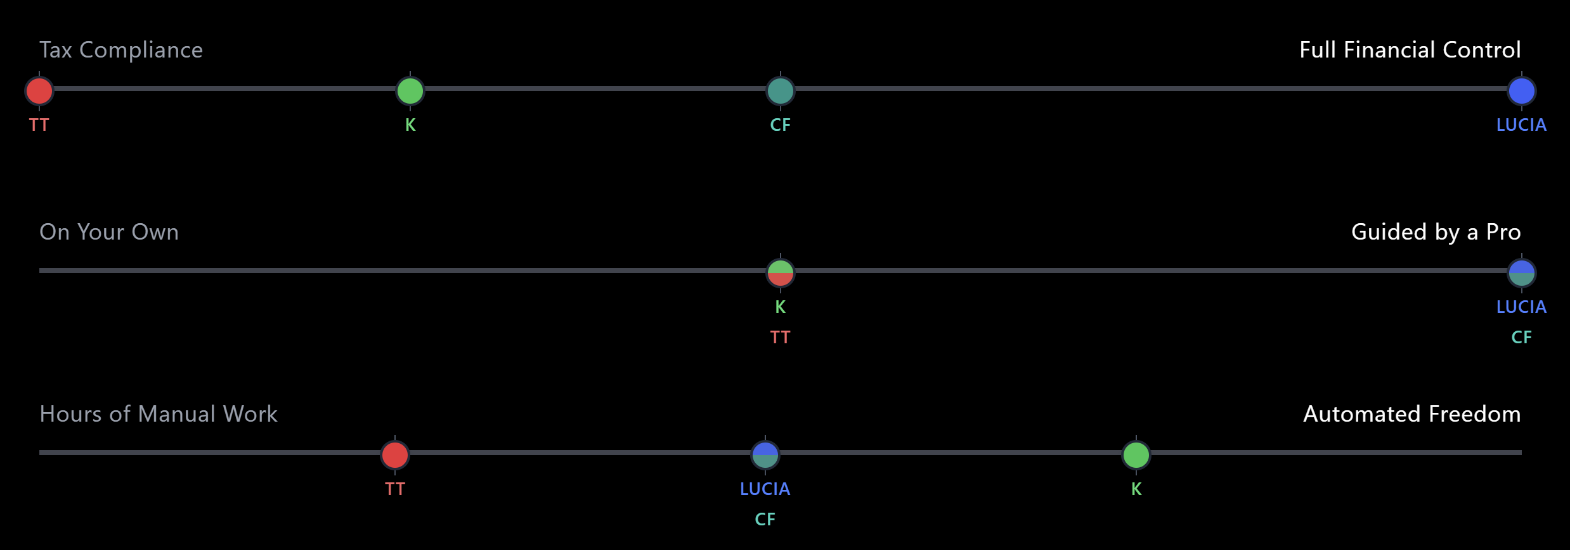 Tax Compliance Full Financial Control
TT K CF LUCIA
On Your Own Guided by a Pro
K LUCIA
TT CF
Hours of Manual Work Automated Freedom
TT LUCIA K
CF